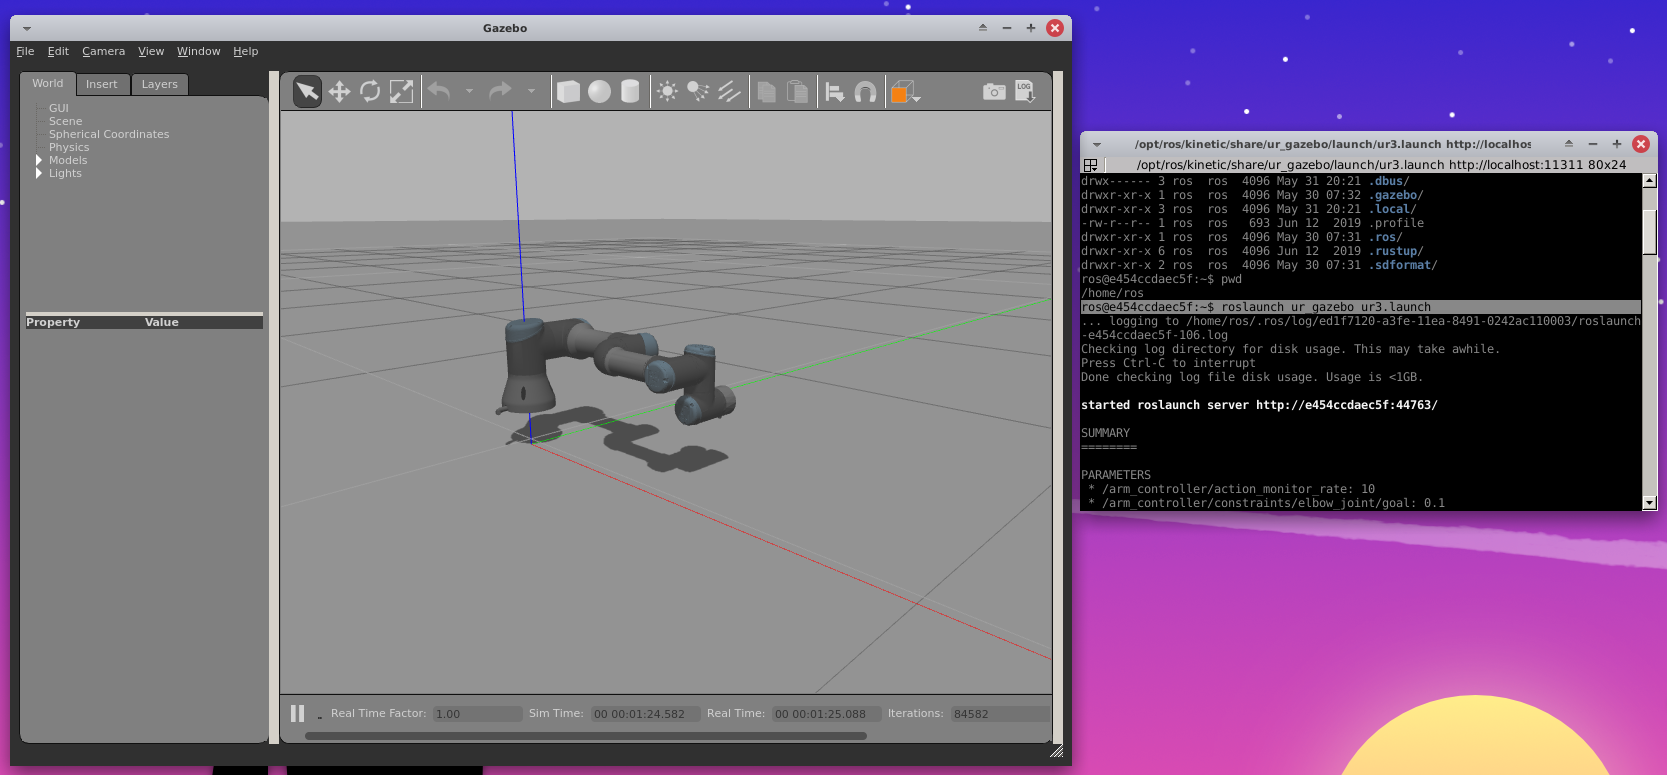 Gazebo
File Edit Camera View Window Help
World Insert Layers
GUI
Scene
Spherical Coordinates
Physics
Models
Lights
Property Value
LOG
Real Time Factor: 1.00 Sim Time: 00 00:01:24.582 Real Time: 00 00:01:25.088 Iterations: 84582
/opt/ros/kinetic/share/ur_gazebo/launch/ur3.launch http://localhos
/opt/ros/kinetic/share/ur_gazebo/launch/ur3.launch http://localhost:11311 80x24
drwx------ 3 ros  ros  4096 May 31 20:21 .dbus/
drwxr-xr-x 1 ros  ros  4096 May 30 07:32 .gazebo/
drwxr-xr-x 3 ros  ros  4096 May 31 20:21 .local/
-rw-r--r-- 1 ros  ros   693 Jun 12  2019 .profile
drwxr-xr-x 1 ros  ros  4096 May 30 07:31 .ros/
drwxr-xr-x 6 ros  ros  4096 Jun 12  2019 .rustup/
drwxr-xr-x 2 ros  ros  4096 May 30 07:31 .sdformat/
ros@e454ccdaec5f:~$ pwd
/home/ros
ros@e454ccdaec5f:~$ roslaunch ur_gazebo ur3.launch
... logging to /home/ros/.ros/log/ed1f7120-a3fe-11ea-8491-0242ac110003/roslaunch
-e454ccdaec5f-106.log
Checking log directory for disk usage. This may take awhile.
Press Ctrl-C to interrupt
Done checking log file disk usage. Usage is <1GB.
started roslaunch server http://e454ccdaec5f:44763/
SUMMARY
========
PARAMETERS
 * /arm_controller/action_monitor_rate: 10
 * /arm_controller/constraints/elbow_joint/goal: 0.1